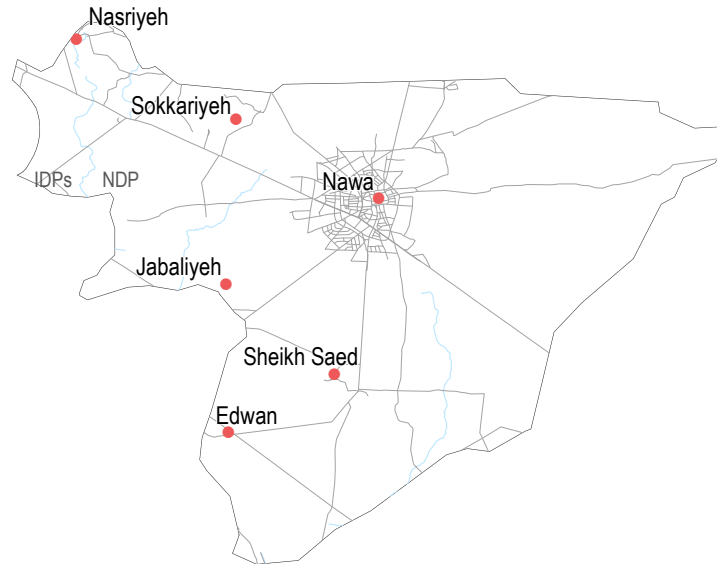 Nasriyeh
Sokkariyeh
IDPs NDP
Nawa
Jabaliyeh
Sheikh Saed
Edwan